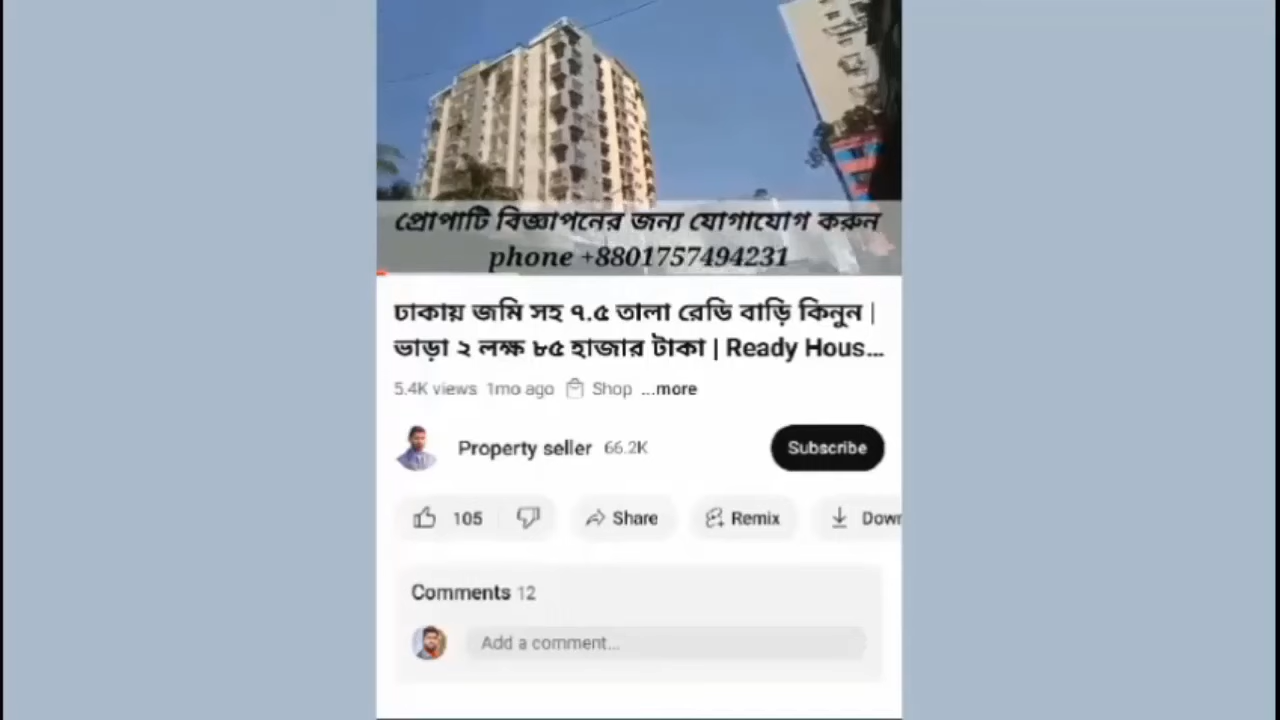 প্রোপাটি বিজ্ঞাপনের জন্য যোগাযোগ করুন
phone +8801757494231
ঢাকায় জমি সহ ৭.৫ তালা রেডি বাড়ি কিনুন |
ভাড়া ২ লক্ষ ৮৫ হাজার টাকা | Ready Hous...
5.4K views 1mo ago Shop ...more
Property seller 66.2K Subscribe
105 Share Remix Down
Comments 12
Add a comment...